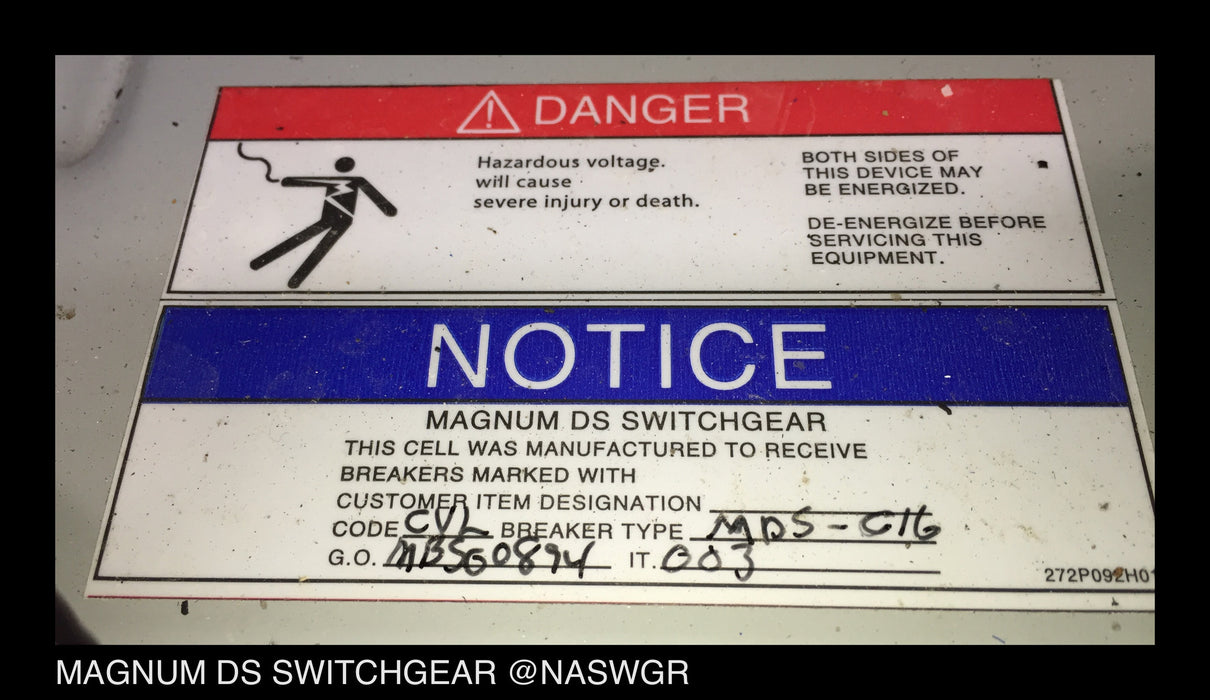 DANGER
Hazardous voltage.
will cause
severe injury or death.
BOTH SIDES OF
THIS DEVICE MAY
BE ENERGIZED.
DE-ENERGIZE BEFORE
SERVICING THIS
EQUIPMENT.
NOTICE
MAGNUM DS SWITCHGEAR
THIS CELL WAS MANUFACTURED TO RECEIVE
BREAKERS MARKED WITH
CUSTOMER ITEM DESIGNATION
CODE CVL BREAKER TYPE MDS-C16
G.O. IT. 003
272P092H01
MAGNUM DS SWITCHGEAR @NASWGR